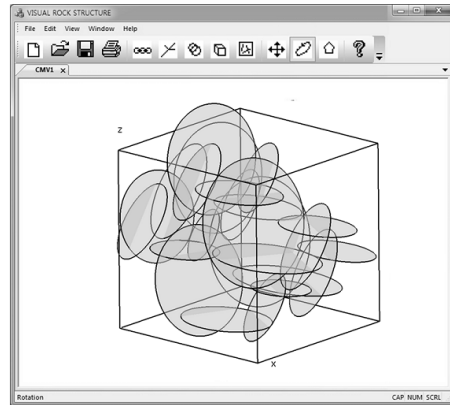 VISUAL ROCK STRUCTURE
File Edit View Window Help
CMV1
Z
X
Rotation CAP NUM SCRL